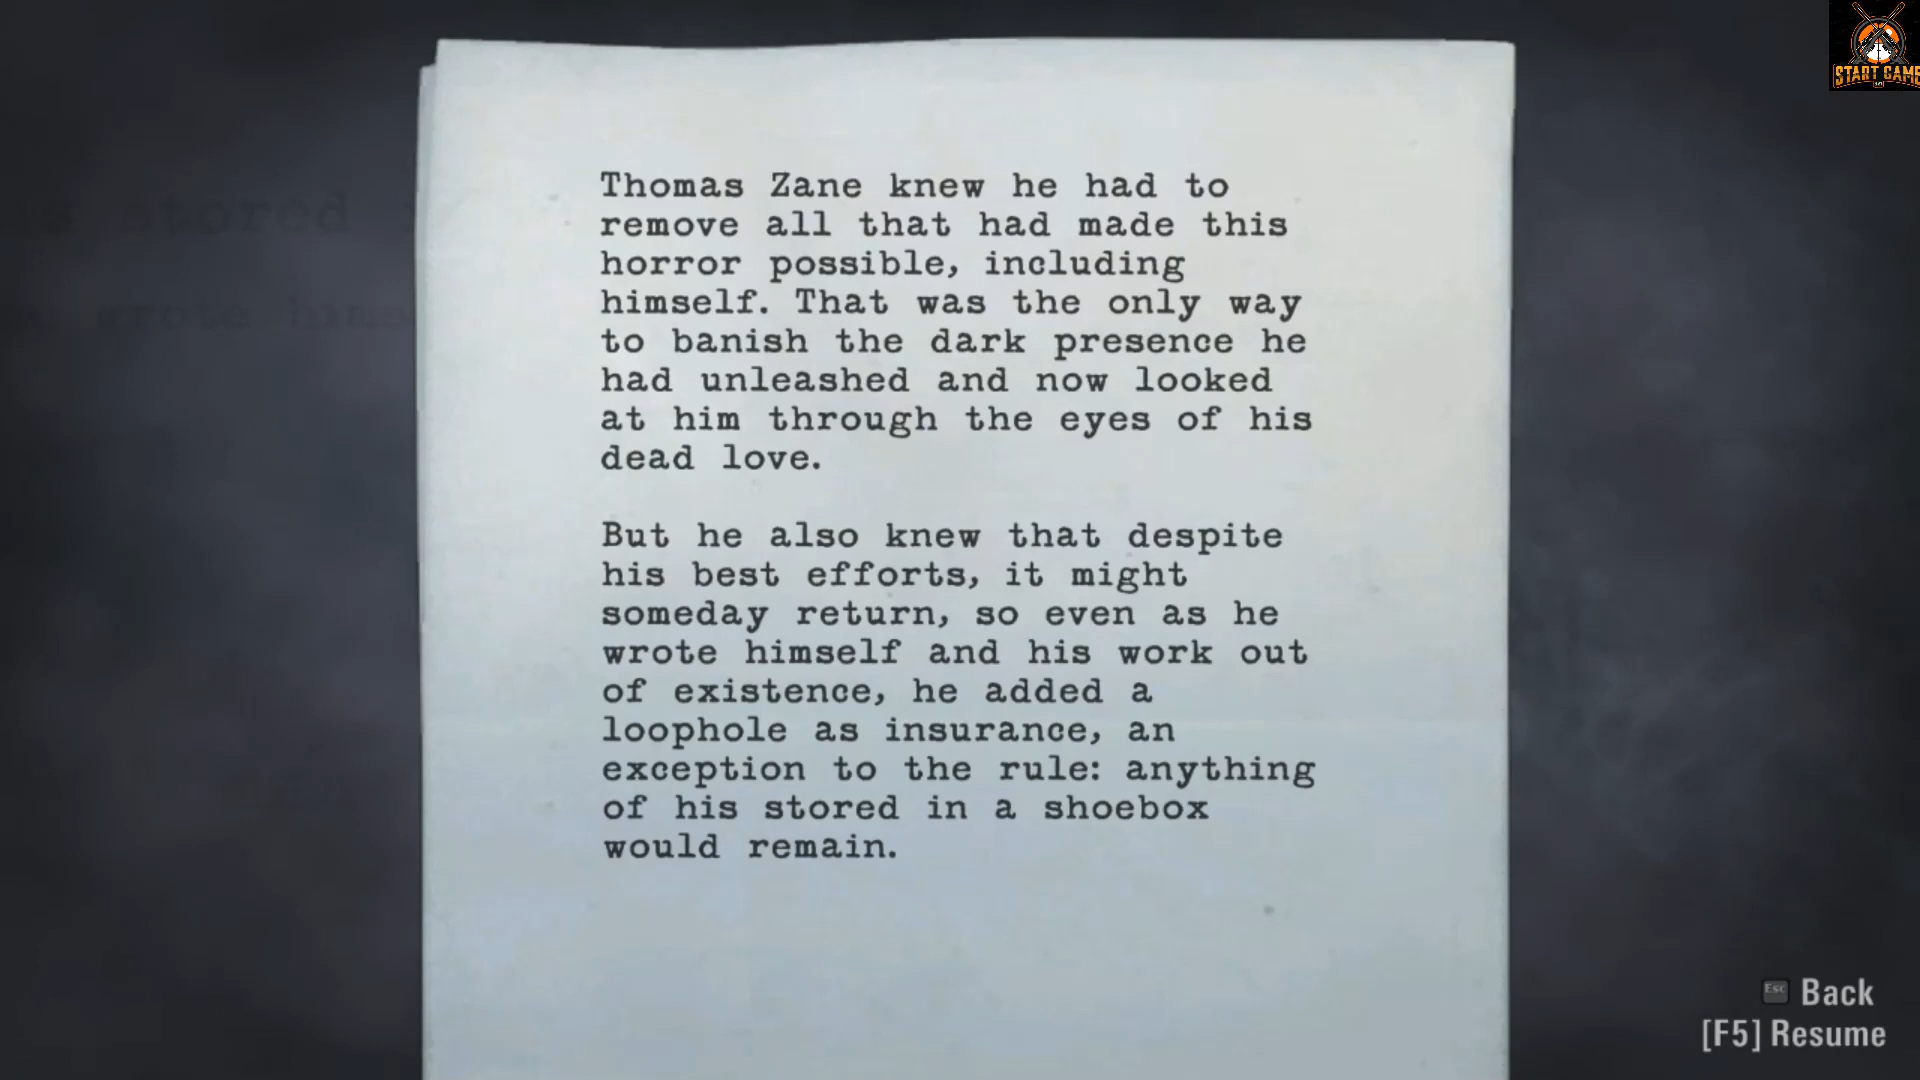 START GAME
Thomas Zane knew he had to
remove all that had made this
horror possible, including
himself. That was the only way
to banish the dark presence he
had unleashed and now looked
at him through the eyes of his
dead love.
But he also knew that despite
his best efforts, it might
someday return, so even as he
wrote himself and his work out
of existence, he added a
loophole as insurance, an
exception to the rule: anything
of his stored in a shoebox
would remain.
stored
wrote himse
Esc Back
[F5] Resume